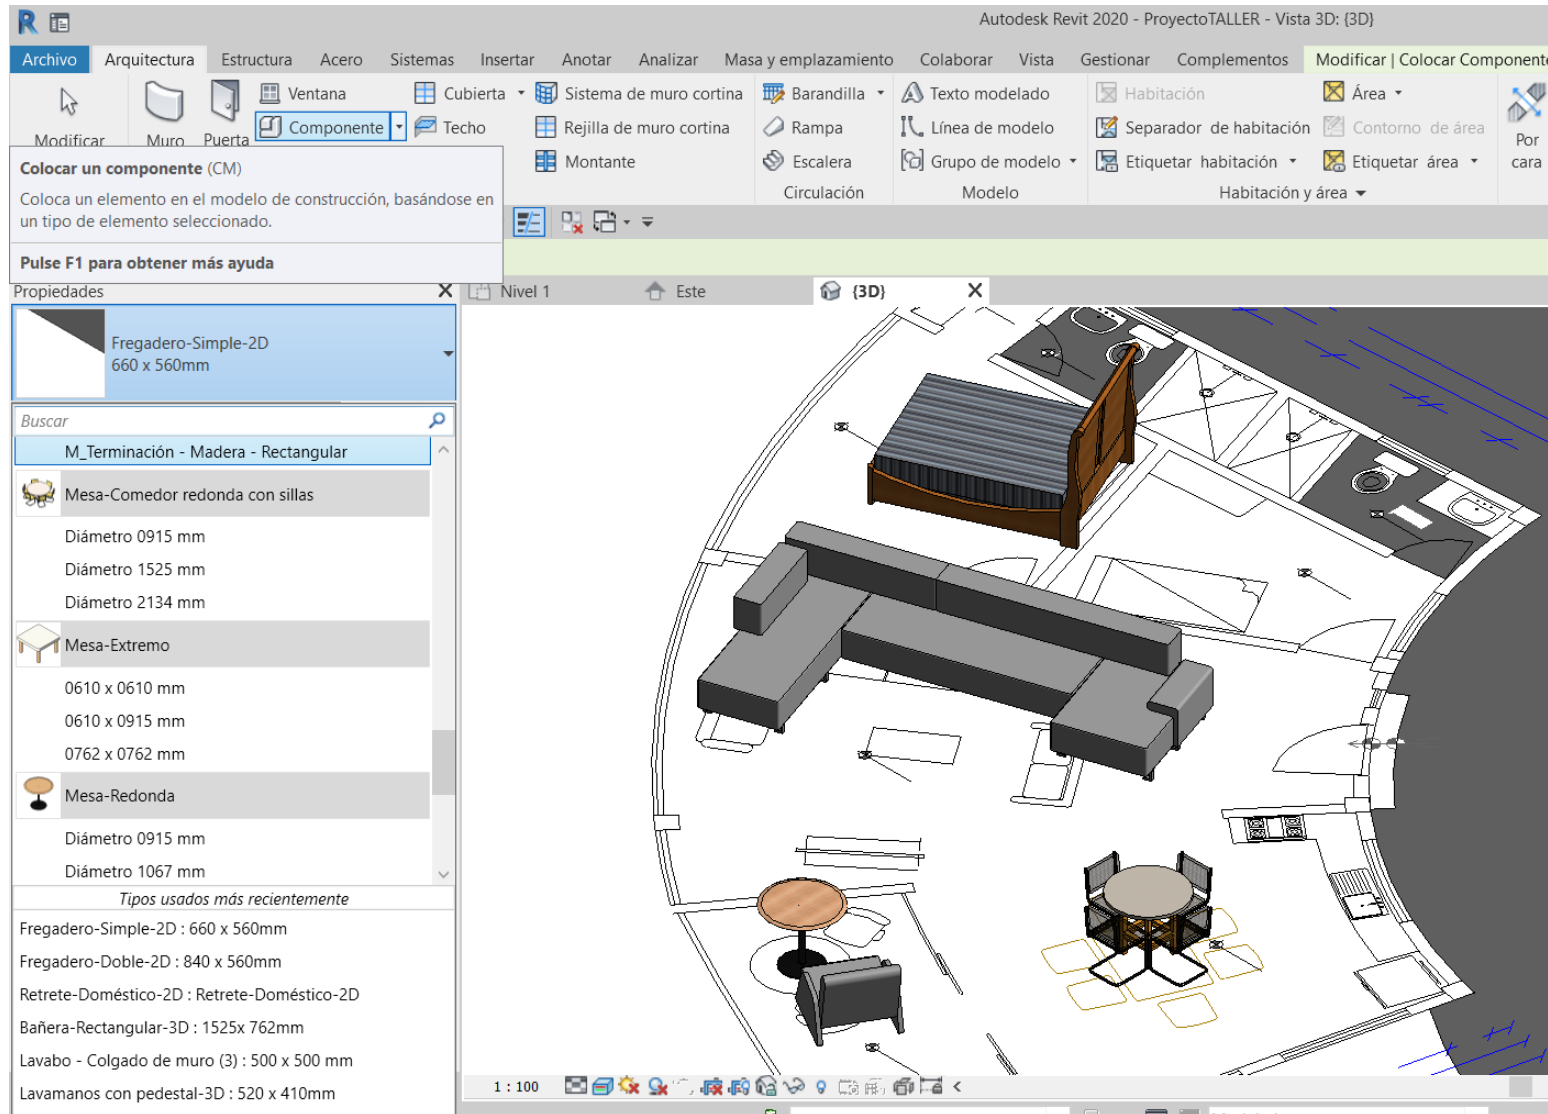 Autodesk Revit 2020 - ProyectoTALLER - Vista 3D: {3D}
Archivo Arquitectura Estructura Acero Sistemas Insertar Anotar Analizar Masa y emplazamiento Colaborar Vista Gestionar Complementos Modificar | Colocar Componente
Modificar
Muro
Puerta
Ventana
Componente
Cubierta
Techo
Sistema de muro cortina
Rejilla de muro cortina
Montante
Barandilla
Rampa
Escalera
Circulación
Texto modelado
Línea de modelo
Grupo de modelo
Modelo
Habitación
Separador de habitación
Etiquetar habitación
Área
Contorno de área
Etiquetar área
Habitación y área
Por
cara
Colocar un componente (CM)
Coloca un elemento en el modelo de construcción, basándose en
un tipo de elemento seleccionado.
Pulse F1 para obtener más ayuda
Propiedades
Nivel 1
Este
{3D}
Fregadero-Simple-2D
660 x 560mm
Buscar
M_Terminación - Madera - Rectangular
Mesa-Comedor redonda con sillas
Diámetro 0915 mm
Diámetro 1525 mm
Diámetro 2134 mm
Mesa-Extremo
0610 x 0610 mm
0610 x 0915 mm
0762 x 0762 mm
Mesa-Redonda
Diámetro 0915 mm
Diámetro 1067 mm
Tipos usados más recientemente
Fregadero-Simple-2D : 660 x 560mm
Fregadero-Doble-2D : 840 x 560mm
Retrete-Doméstico-2D : Retrete-Doméstico-2D
Bañera-Rectangular-3D : 1525x 762mm
Lavabo - Colgado de muro (3) : 500 x 500 mm
Lavamanos con pedestal-3D : 520 x 410mm
1 : 100